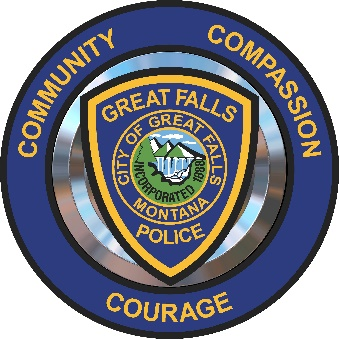 COMMUNITY
COMPASSION
COURAGE
GREAT FALLS
CITY OF GREAT FALLS
MONTANA
INCORPORATED 1888
POLICE